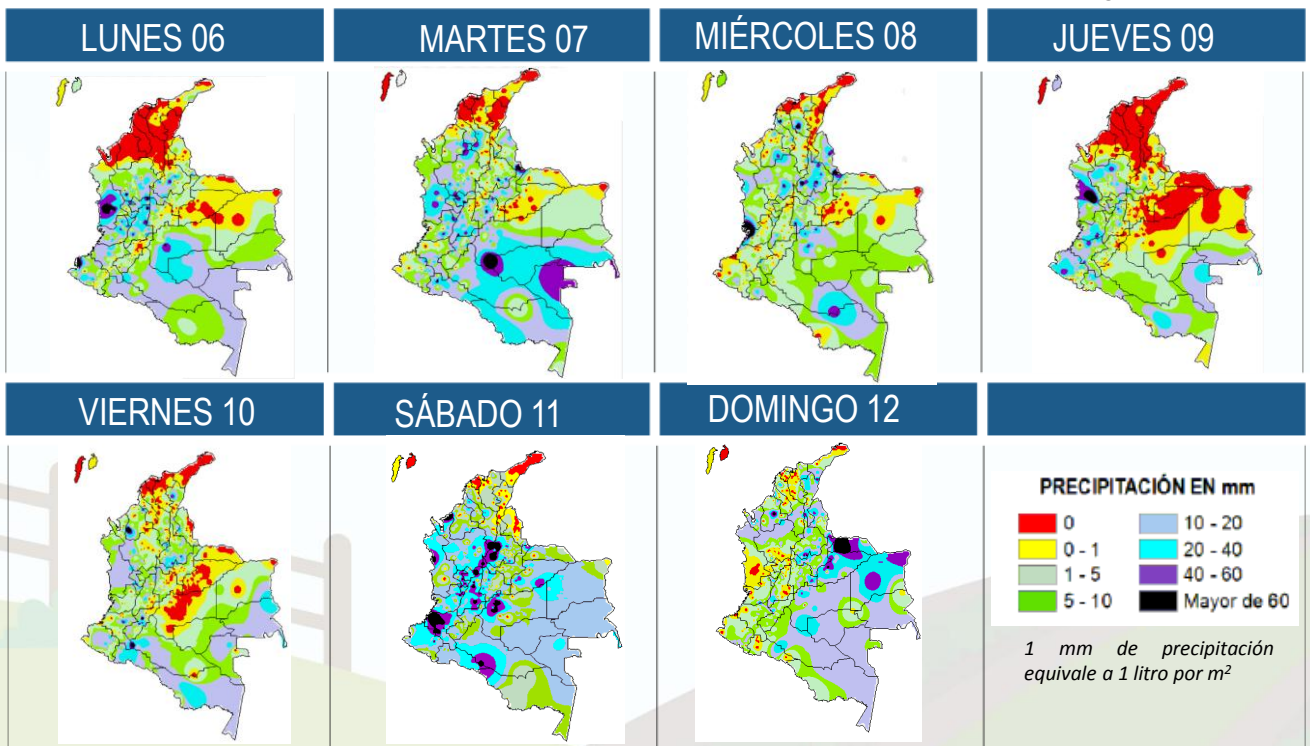 LUNES 06
MARTES 07
MIÉRCOLES 08
JUEVES 09
VIERNES 10
SÁBADO 11
DOMINGO 12
PRECIPITACIÓN EN mm
0
10 - 20
0 - 1
20 - 40
1 - 5
40 - 60
5 - 10
Mayor de 60
1 mm de precipitación
equivale a 1 litro por m²